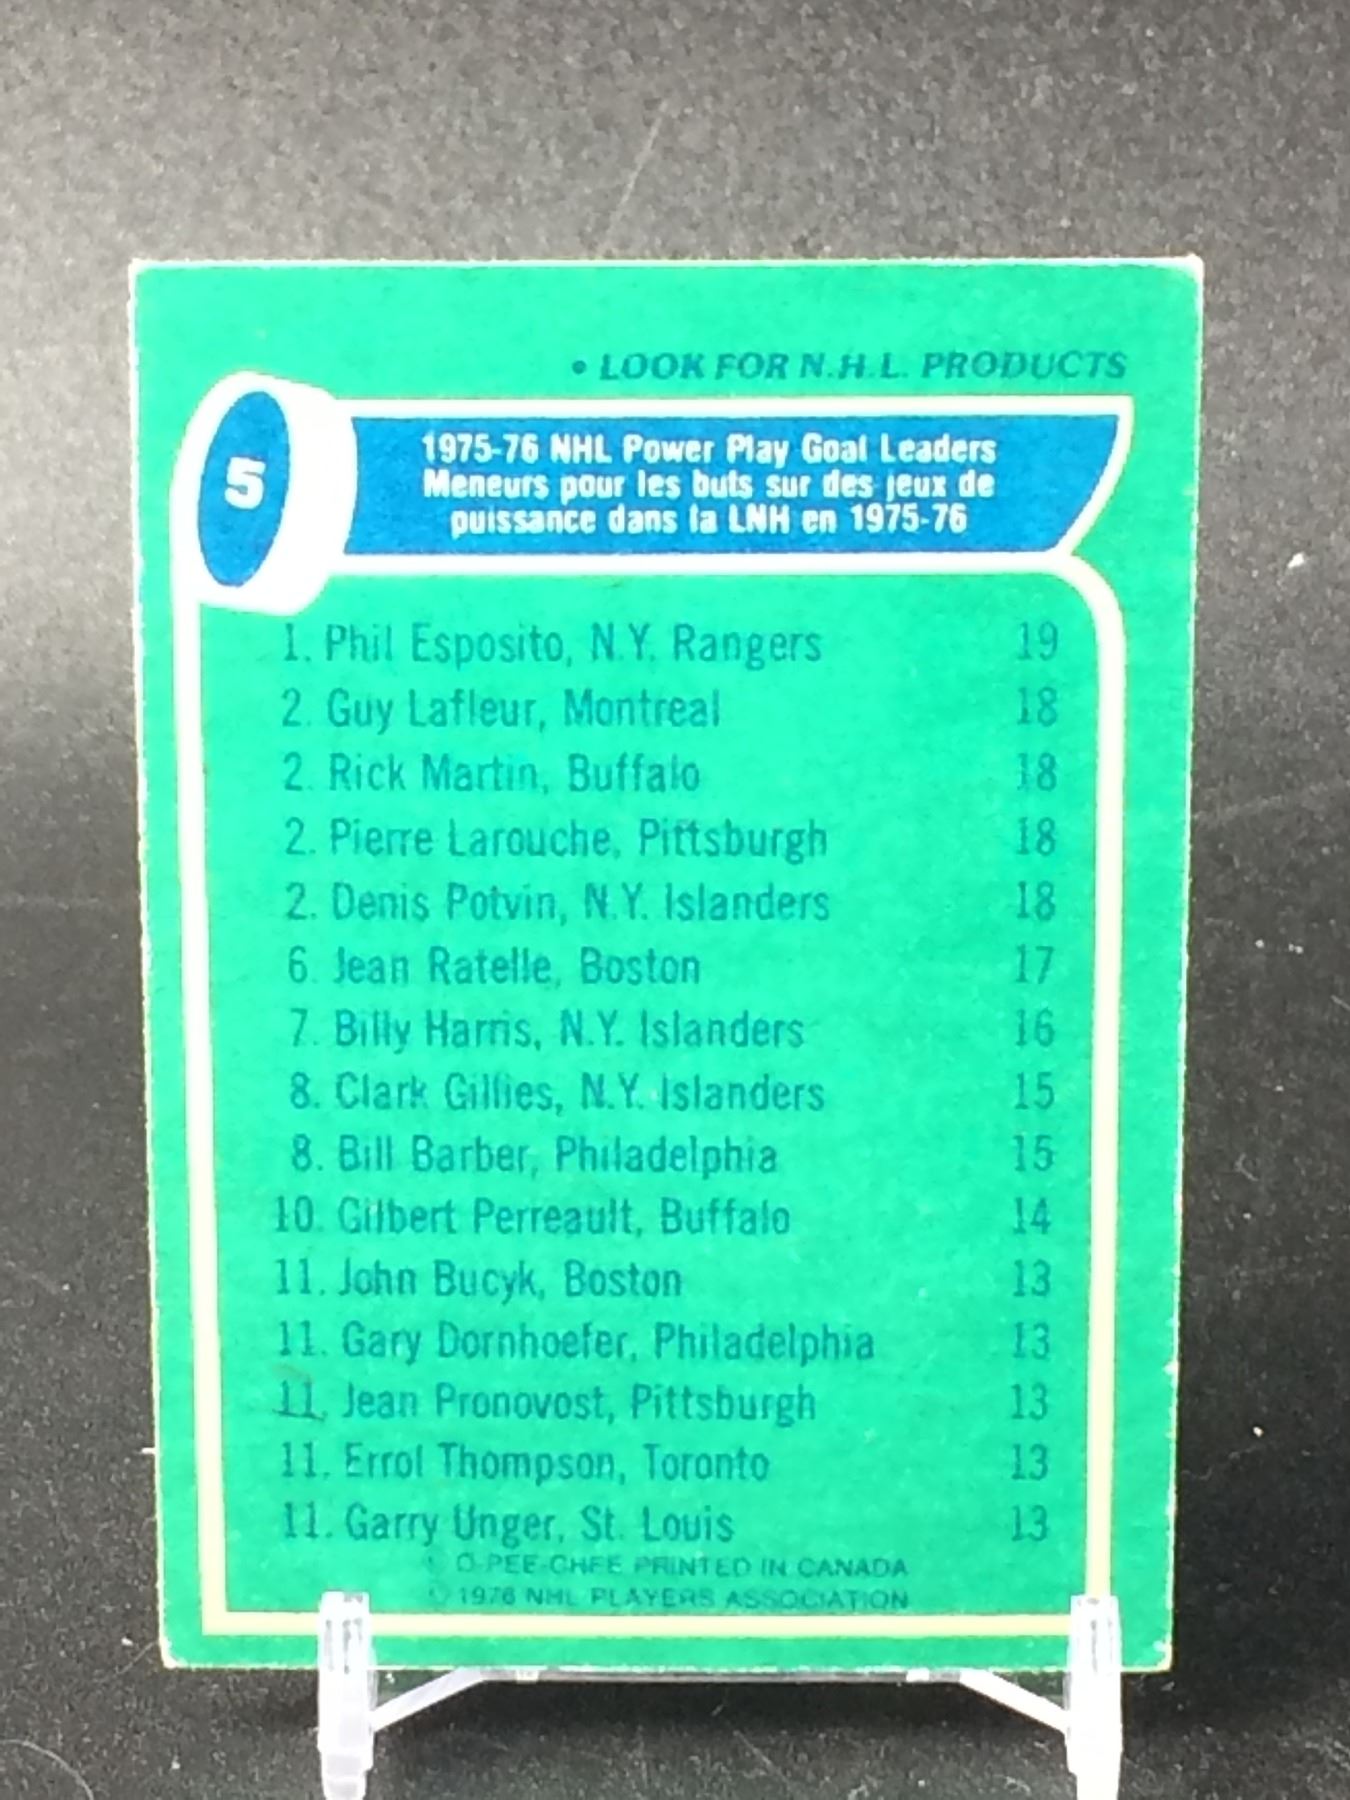 • LOOK FOR N.H.L. PRODUCTS
5
1975-76 NHL Power Play Goal Leaders
Meneurs pour les buts sur des jeux de
puissance dans la LNH en 1975-76
1. Phil Esposito, N.Y. Rangers 19
2. Guy Lafleur, Montreal 18
2. Rick Martin, Buffalo 18
2. Pierre Larouche, Pittsburgh 18
2. Denis Potvin, N.Y. Islanders 18
6. Jean Ratelle, Boston 17
7. Billy Harris, N.Y. Islanders 16
8. Clark Gillies, N.Y. Islanders 15
8. Bill Barber, Philadelphia 15
10. Gilbert Perreault, Buffalo 14
11. John Bucyk, Boston 13
11. Gary Dornhoefer, Philadelphia 13
11. Jean Pronovost, Pittsburgh 13
11. Errol Thompson, Toronto 13
11. Garry Unger, St. Louis 13
© O-PEE-CHEE PRINTED IN CANADA
© 1976 NHL PLAYERS ASSOCIATION